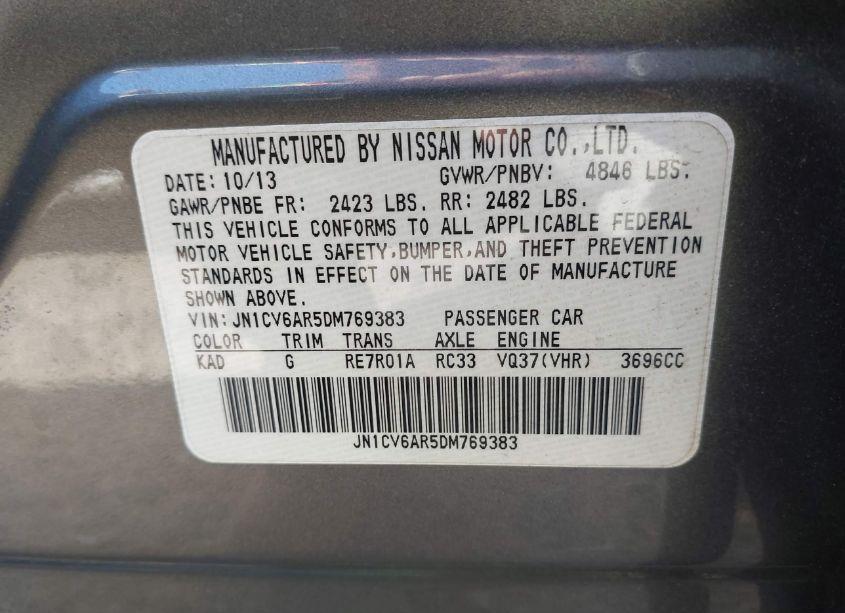 MANUFACTURED BY NISSAN MOTOR CO.,LTD.
DATE: 10/13 GVWR/PNBV: 4846 LBS.
GAWR/PNBE FR: 2423 LBS. RR: 2482 LBS.
THIS VEHICLE CONFORMS TO ALL APPLICABLE FEDERAL
MOTOR VEHICLE SAFETY,BUMPER,AND THEFT PREVENTION
STANDARDS IN EFFECT ON THE DATE OF MANUFACTURE
SHOWN ABOVE.
VIN:JN1CV6AR5DM769383 PASSENGER CAR
COLOR TRIM TRANS AXLE ENGINE
KAD G RE7R01A RC33 VQ37(VHR) 3696CC
JN1CV6AR5DM769383